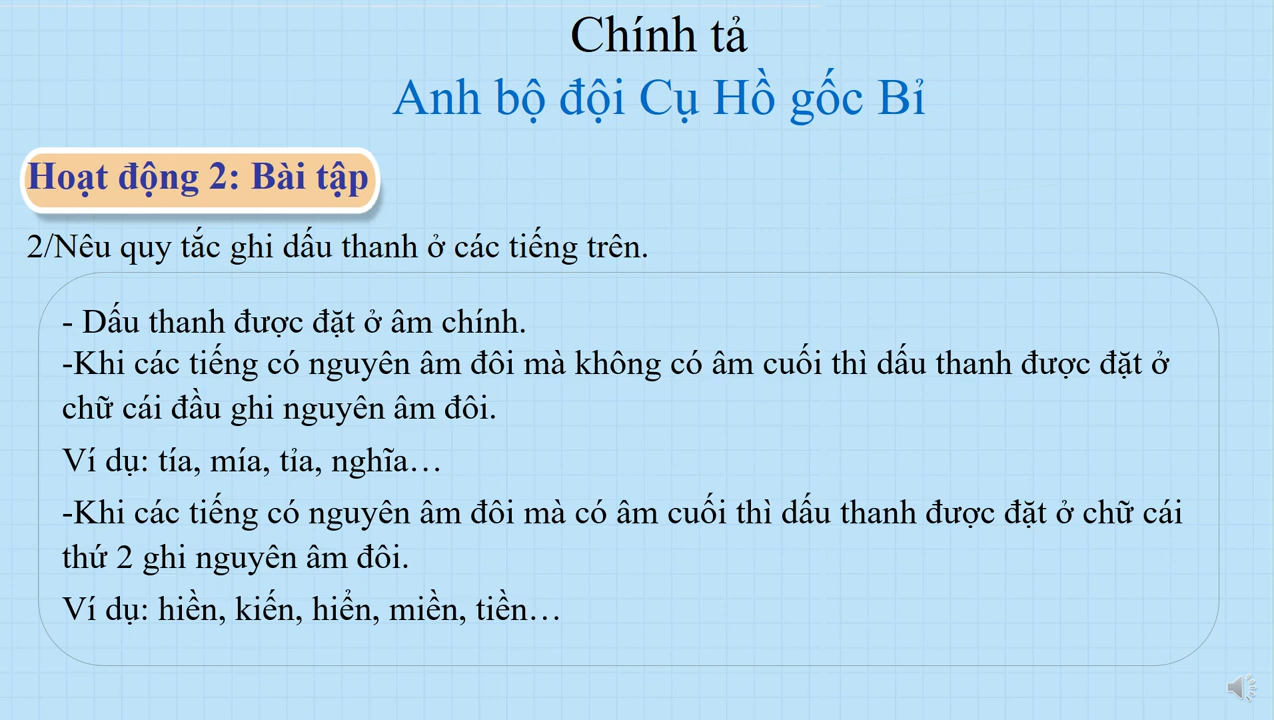 Chính tả
Anh bộ đội Cụ Hồ gốc Bỉ
Hoạt động 2: Bài tập
2/Nêu quy tắc ghi dấu thanh ở các tiếng trên.
- Dấu thanh được đặt ở âm chính.
-Khi các tiếng có nguyên âm đôi mà không có âm cuối thì dấu thanh được đặt ở
chữ cái đầu ghi nguyên âm đôi.
Ví dụ: tía, mía, tỉa, nghĩa…
-Khi các tiếng có nguyên âm đôi mà có âm cuối thì dấu thanh được đặt ở chữ cái
thứ 2 ghi nguyên âm đôi.
Ví dụ: hiền, kiến, hiển, miền, tiền…